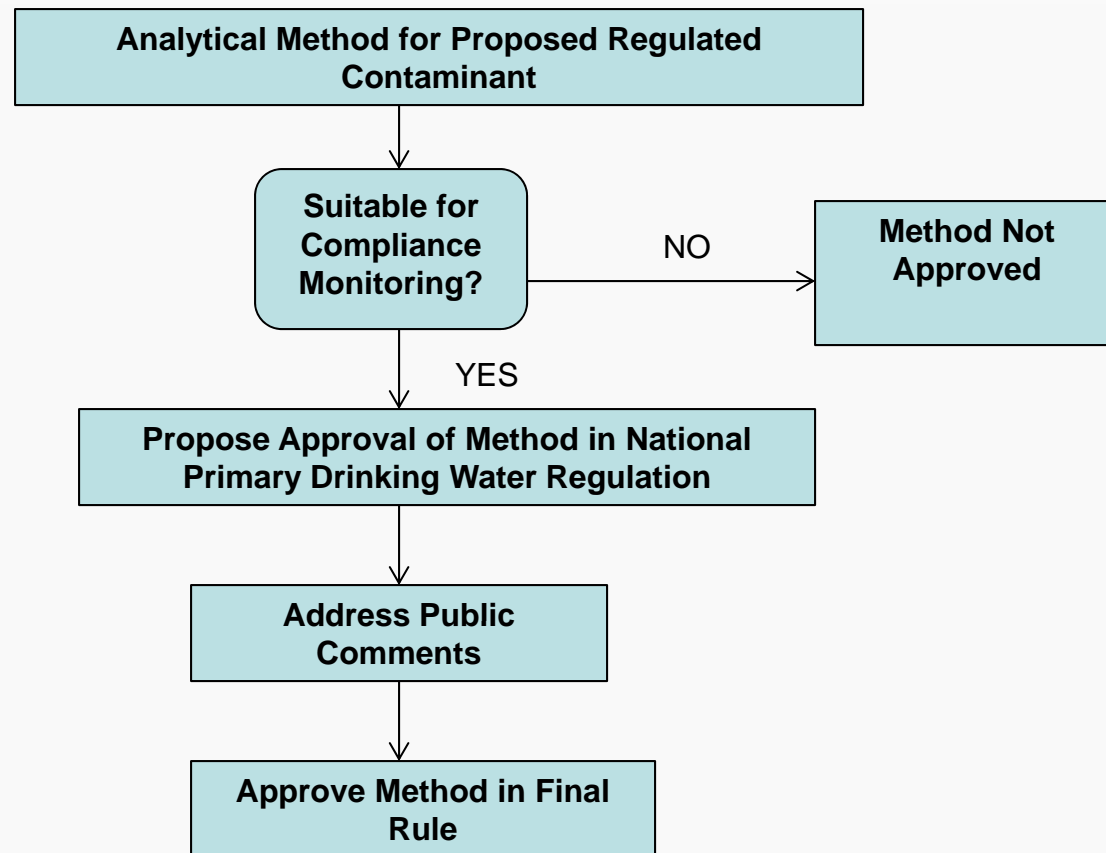 Analytical Method for Proposed Regulated
Contaminant
Suitable for
Compliance
Monitoring?
NO
Method Not
Approved
YES
Propose Approval of Method in National
Primary Drinking Water Regulation
Address Public
Comments
Approve Method in Final
Rule